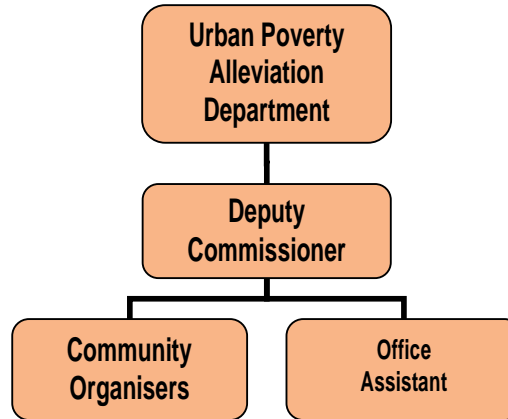 Urban Poverty
Alleviation
Department
Deputy
Commissioner
Community
Organisers
Office
Assistant